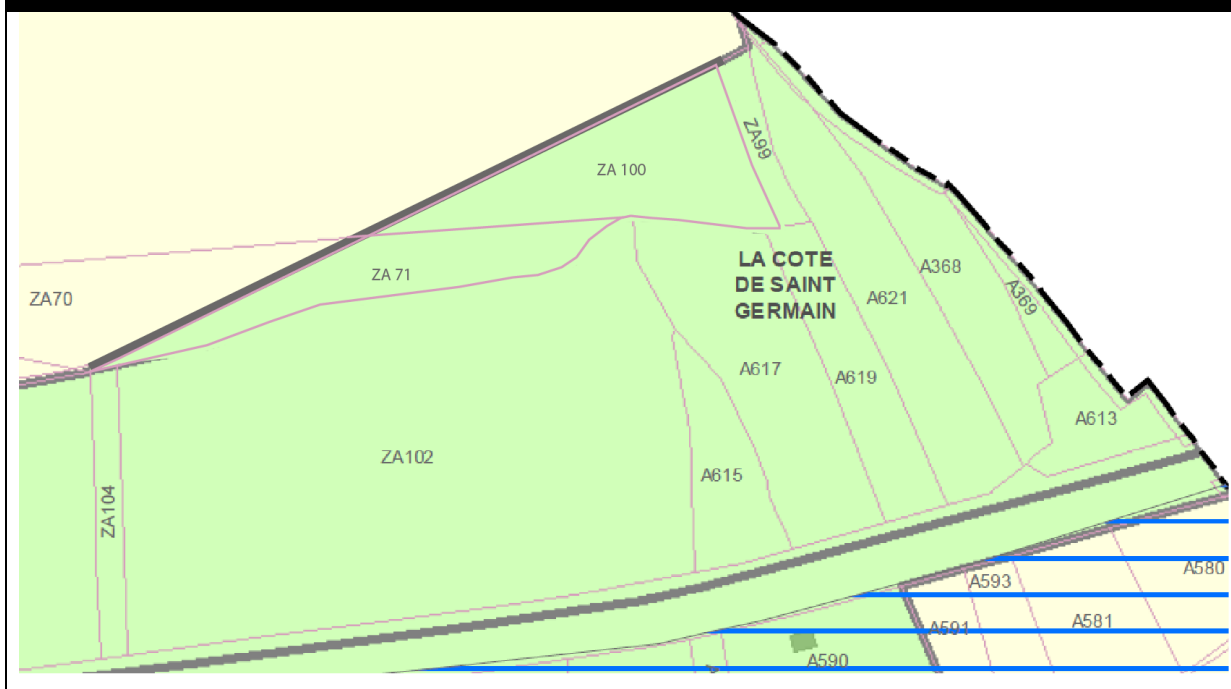 ZA99
ZA 100
LA COTE
DE SAINT
GERMAIN
A368
ZA 71
ZA70
A621
A369
A617
A619
A613
ZA102
A615
ZA104
A580
A593
A581
A591
A590